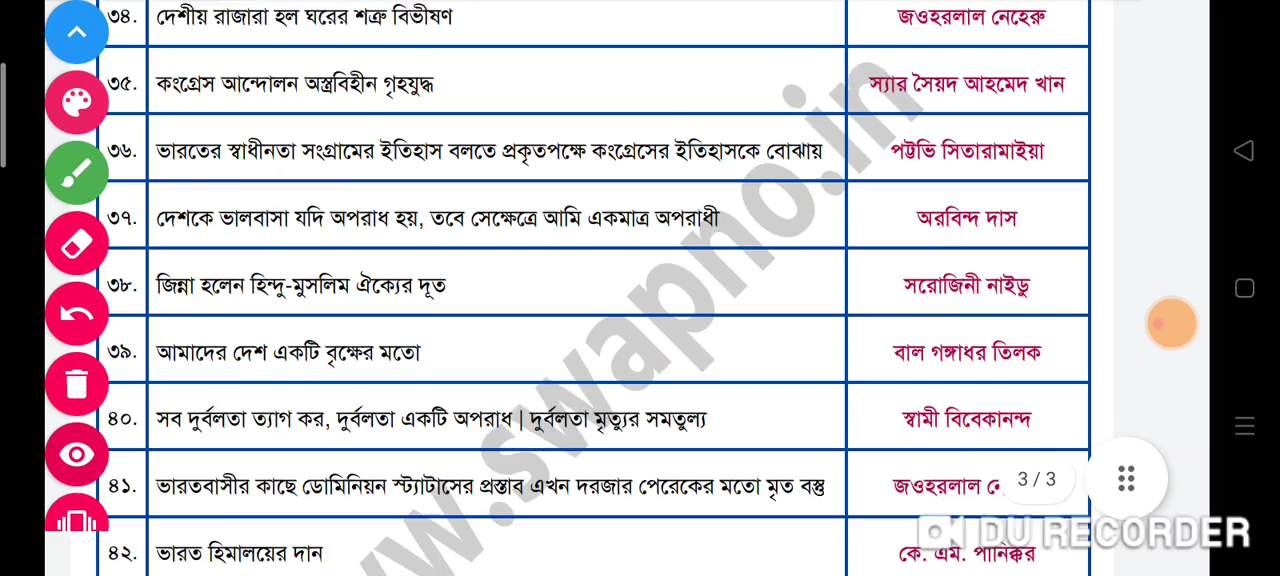 ৩৪. দেশীয় রাজারা হল ঘরের শত্রু বিভীষণ জওহরলাল নেহেরু
৩৫. কংগ্রেস আন্দোলন অস্ত্রবিহীন গৃহযুদ্ধ স্যার সৈয়দ আহমেদ খান
৩৬. ভারতের স্বাধীনতা সংগ্রামের ইতিহাস বলতে প্রকৃতপক্ষে কংগ্রেসের ইতিহাসকে বোঝায় পট্টভি সিতারামাইয়া
৩৭. দেশকে ভালবাসা যদি অপরাধ হয়, তবে সেক্ষেত্রে আমি একমাত্র অপরাধী অরবিন্দ দাস
৩৮. জিন্না হলেন হিন্দু-মুসলিম ঐক্যের দূত সরোজিনী নাইডু
৩৯. আমাদের দেশ একটি বৃক্ষের মতো বাল গঙ্গাধর তিলক
৪০. সব দুর্বলতা ত্যাগ কর, দুর্বলতা একটি অপরাধ | দুর্বলতা মৃত্যুর সমতুল্য স্বামী বিবেকানন্দ
৪১. ভারতবাসীর কাছে ডোমিনিয়ন স্ট্যাটাসের প্রস্তাব এখন দরজার পেরেকের মতো মৃত বস্তু জওহরলাল
3 / 3
DU RECORDER
৪২. ভারত হিমালয়ের দান কে. এম. পানিক্কর
www.swapno.in